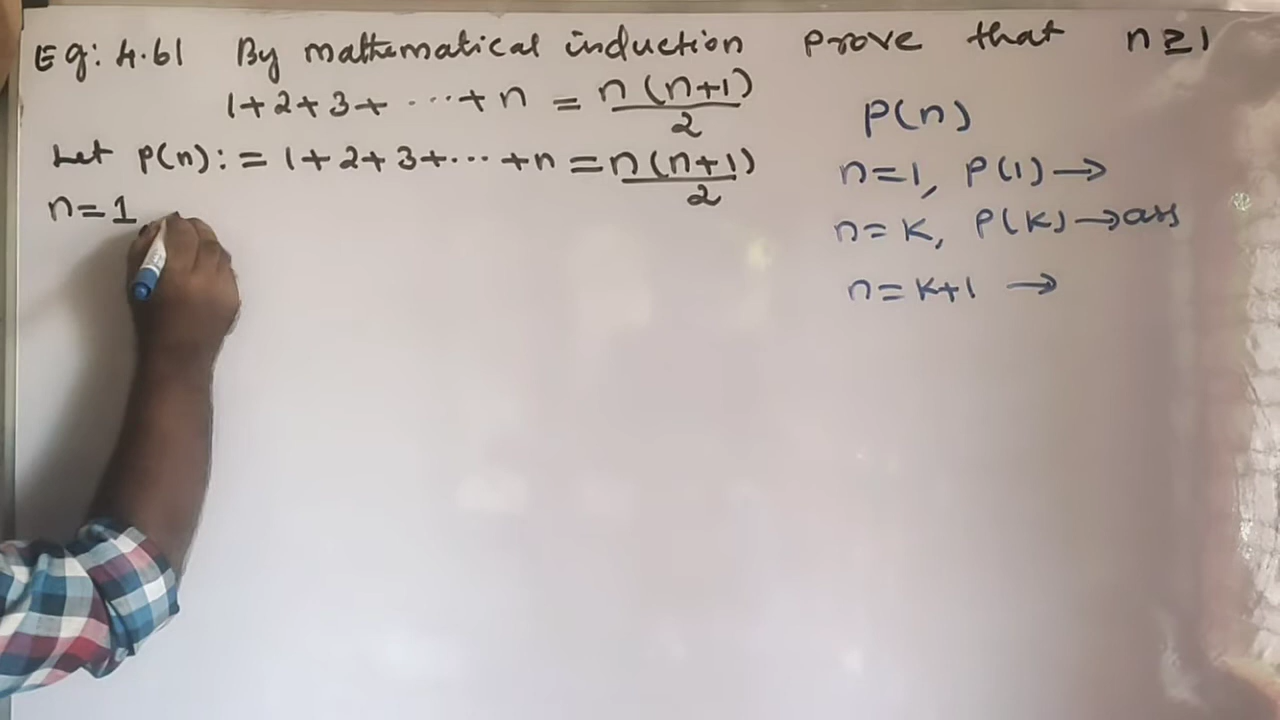 Eg: 4.61 By mathematical induction prove that n ≥ 1
1+2+3+ ... + n = n(n+1)/2
Let P(n) : = 1+2+3+... +n = n(n+1)/2
n=1
P(n)
n=1, P(1) →
n=K, P(K) → ass
n=K+1 →